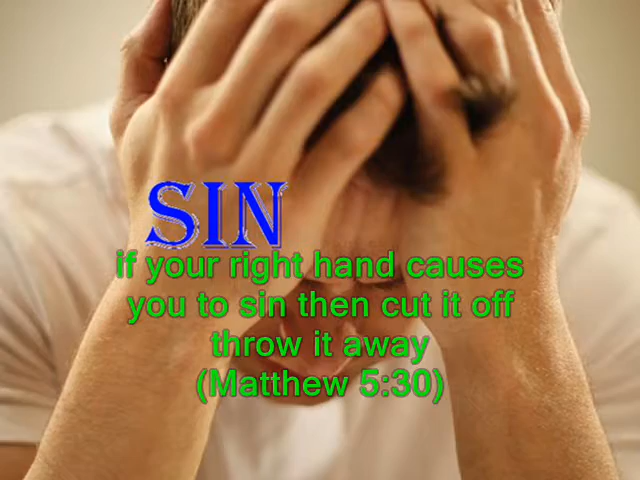 SIN
if your right hand causes
you to sin then cut it off
throw it away
(Matthew 5:30)